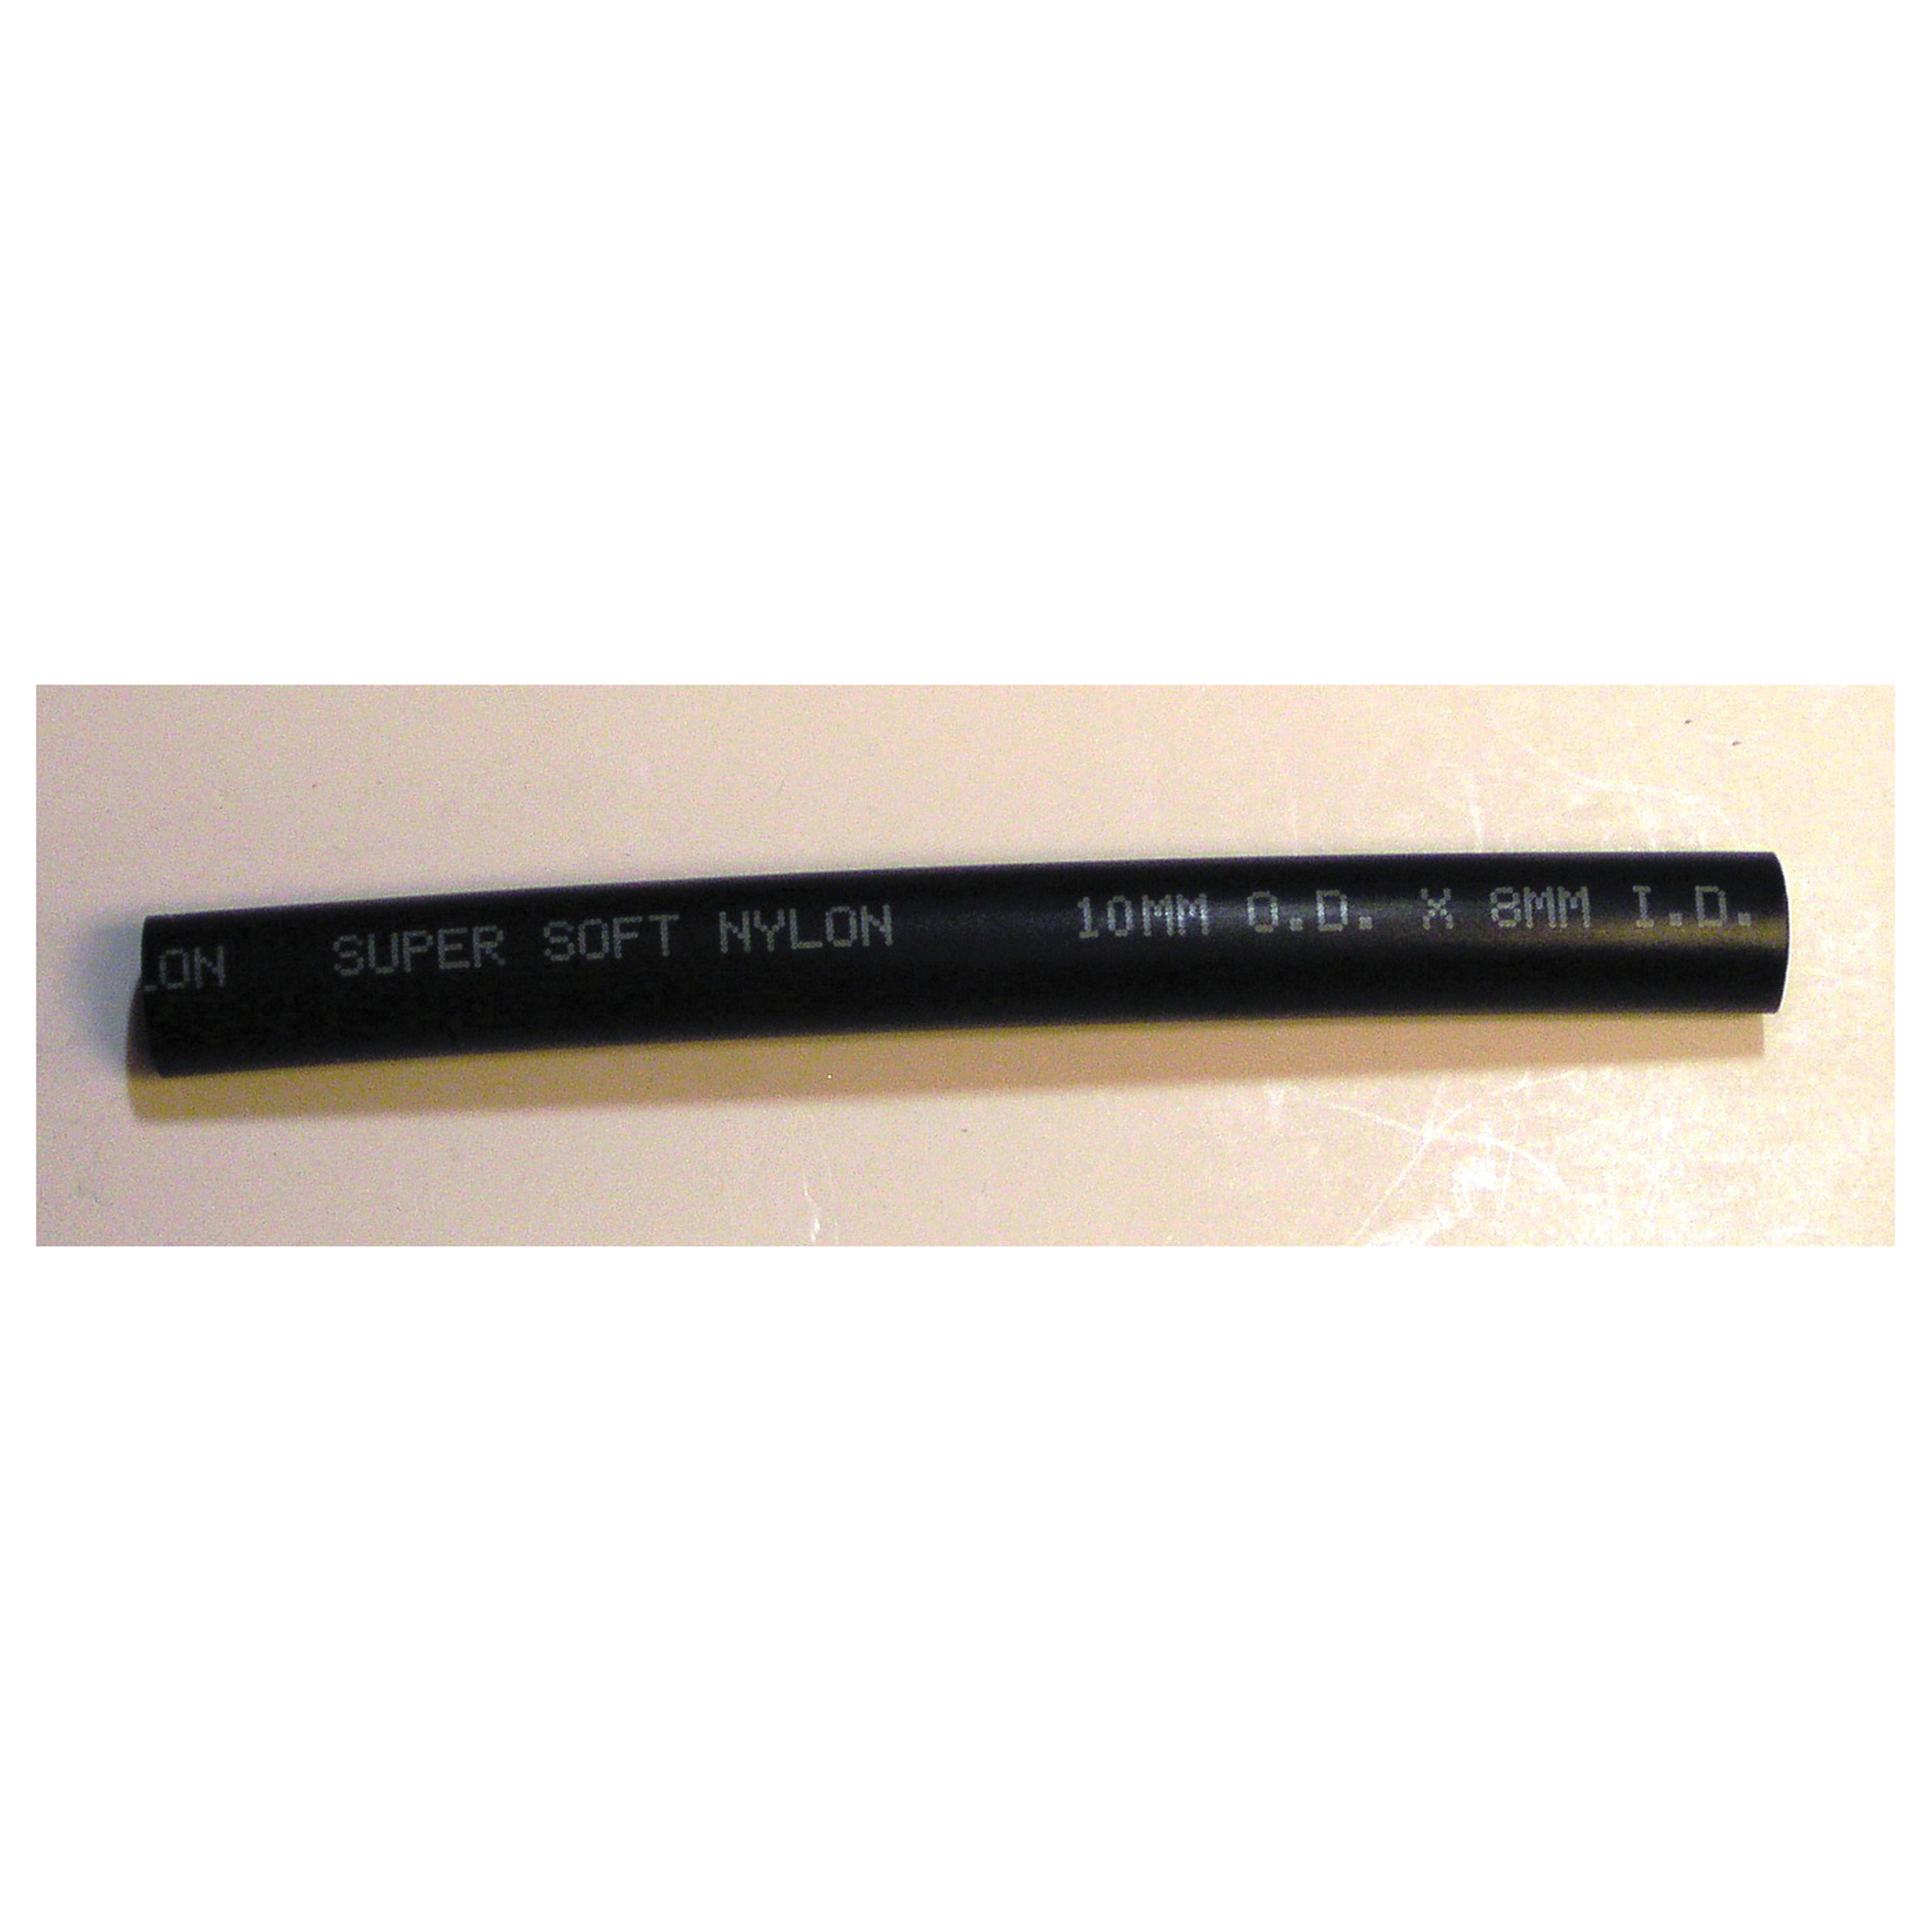 LON SUPER SOFT NYLON 10MM O.D. X 8MM I.D.